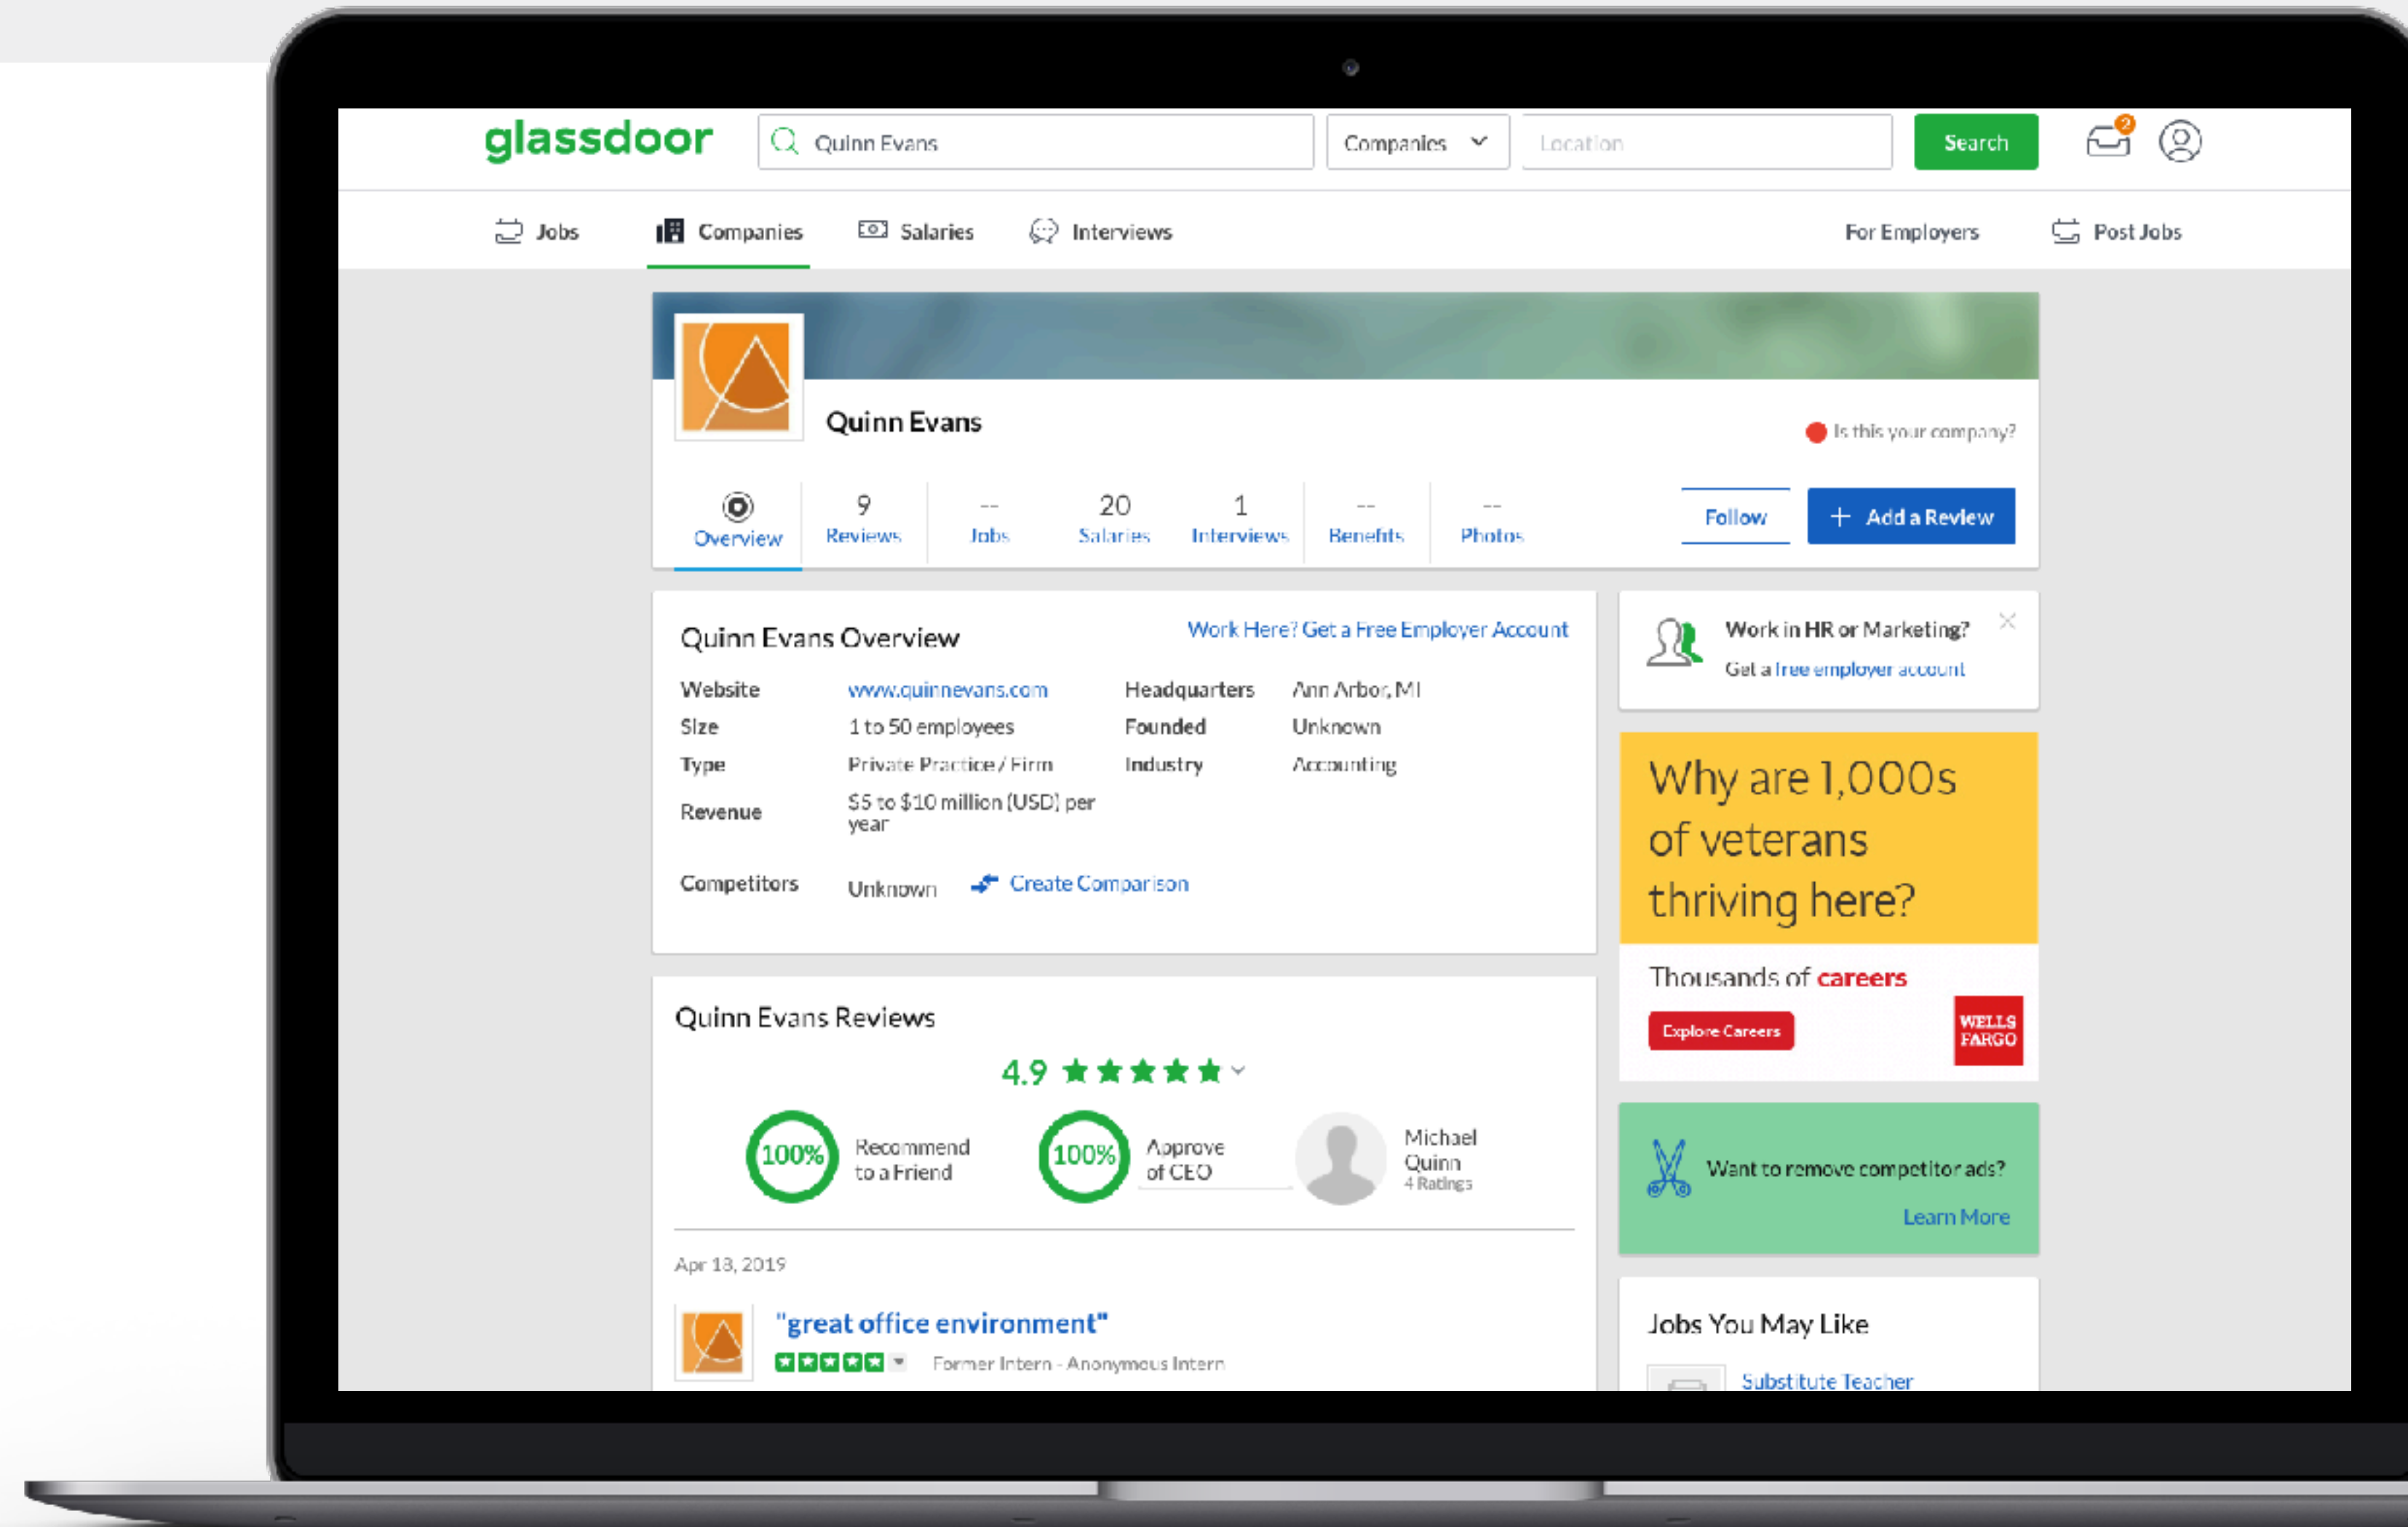 glassdoor
Quinn Evans
Companies
Location
Search
2
Jobs
Companies
Salaries
Interviews
For Employers
Post Jobs
Quinn Evans
Is this your company?
9
--
20
1
--
--
Overview
Reviews
Jobs
Salaries
Interviews
Benefits
Photos
Follow
+ Add a Review
Quinn Evans Overview
Work Here? Get a Free Employer Account
Website
www.quinnevans.com
Headquarters
Ann Arbor, MI
Size
1 to 50 employees
Founded
Unknown
Type
Private Practice / Firm
Industry
Accounting
Revenue
$5 to $10 million (USD) per
year
Competitors
Unknown
Create Comparison
Work in HR or Marketing?
Get a free employer account
Why are 1,000s
of veterans
thriving here?
Thousands of careers
Explore Careers
WELLS
FARGO
Quinn Evans Reviews
4.9
100%
Recommend
to a Friend
100%
Approve
of CEO
Michael
Quinn
4 Ratings
Want to remove competitor ads?
Learn More
Apr 18, 2019
"great office environment"
Former Intern - Anonymous Intern
Jobs You May Like
Substitute Teacher